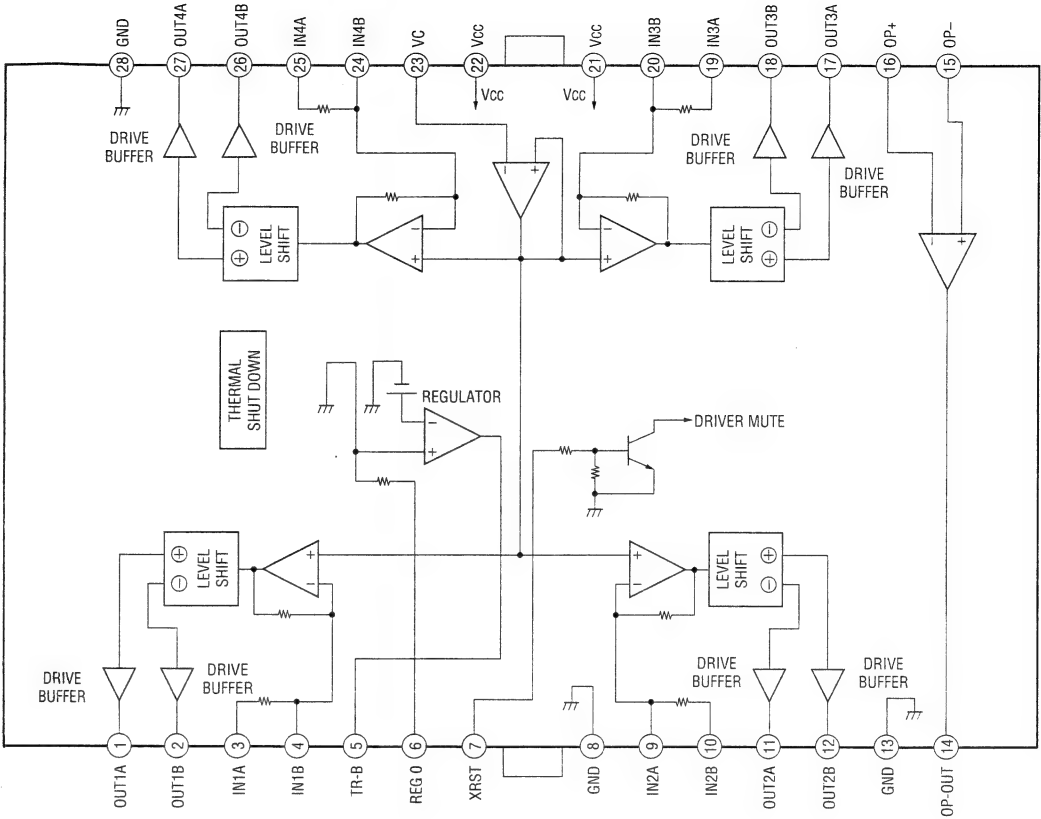 GND
OUT4A
OUT4B
IN4A
IN4B
VC
Vcc
Vcc
IN3B
IN3A
OUT3B
OUT3A
OP+
OP-
28
27
26
25
24
23
22
21
20
19
18
17
16
15
Vcc
Vcc
DRIVE
BUFFER
DRIVE
BUFFER
DRIVE
BUFFER
DRIVE
BUFFER
- +
- +
LEVEL
SHIFT
-
+
-
+
-
+
LEVEL
SHIFT
-
+
THERMAL
SHUT DOWN
REGULATOR
-
+
DRIVER MUTE
+
-
LEVEL
SHIFT
+
-
+
-
LEVEL
SHIFT
+
-
DRIVE
BUFFER
DRIVE
BUFFER
DRIVE
BUFFER
DRIVE
BUFFER
1
2
3
4
5
6
7
8
9
10
11
12
13
14
OUT1A
OUT1B
IN1A
IN1B
TR-B
REG 0
XRST
GND
IN2A
IN2B
OUT2A
OUT2B
GND
OP-OUT